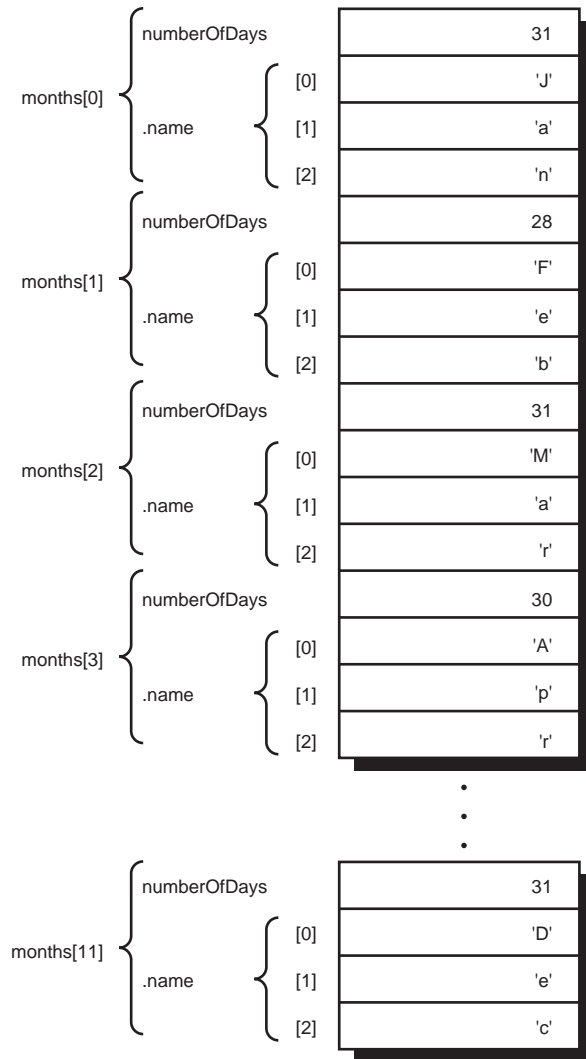 numberOfDays 31
[0] 'J'
months[0]
.name [1] 'a'
[2] 'n'
numberOfDays 28
[0] 'F'
months[1]
.name [1] 'e'
[2] 'b'
numberOfDays 31
[0] 'M'
months[2]
.name [1] 'a'
[2] 'r'
numberOfDays 30
[0] 'A'
months[3]
.name [1] 'p'
[2] 'r'
numberOfDays 31
[0] 'D'
months[11]
.name [1] 'e'
[2] 'c'